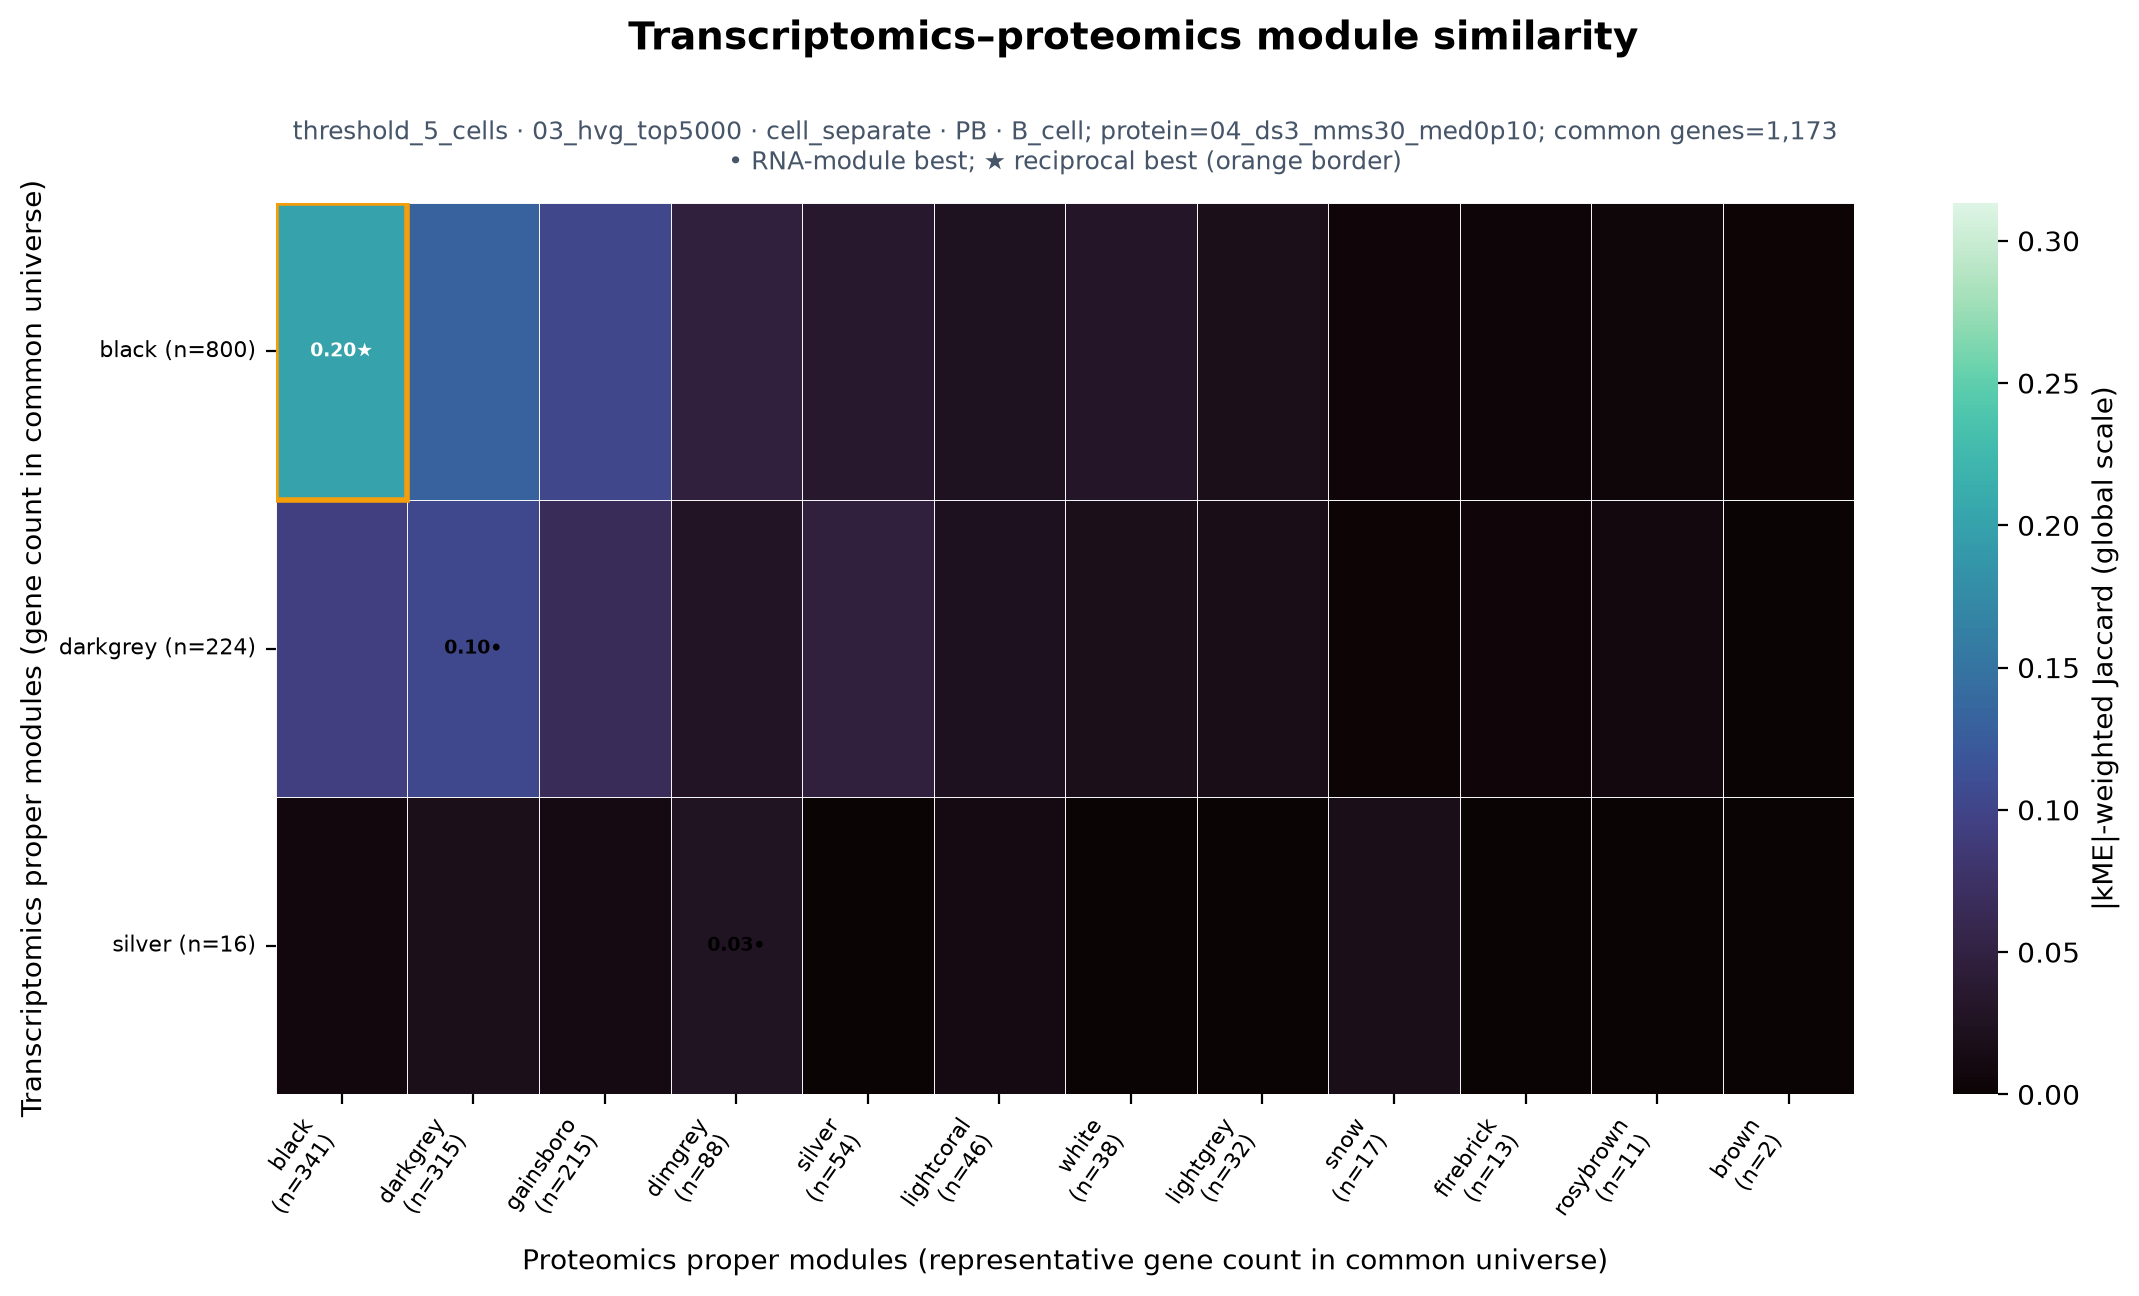 Transcriptomics–proteomics module similarity
threshold_5_cells · 03_hvg_top5000 · cell_separate · PB · B_cell; protein=04_ds3_mms30_med0p10; common genes=1,173
• RNA-module best; ★ reciprocal best (orange border)
Transcriptomics proper modules (gene count in common universe)
black (n=800)
darkgrey (n=224)
silver (n=16)
0.20★
0.10•
0.03•
black
(n=341)
darkgrey
(n=315)
gainsboro
(n=215)
dimgrey
(n=88)
silver
(n=54)
lightcoral
(n=46)
white
(n=38)
lightgrey
(n=32)
snow
(n=17)
firebrick
(n=13)
rosybrown
(n=11)
brown
(n=2)
Proteomics proper modules (representative gene count in common universe)
0.30
0.25
0.20
0.15
0.10
0.05
0.00
|kME|-weighted Jaccard (global scale)